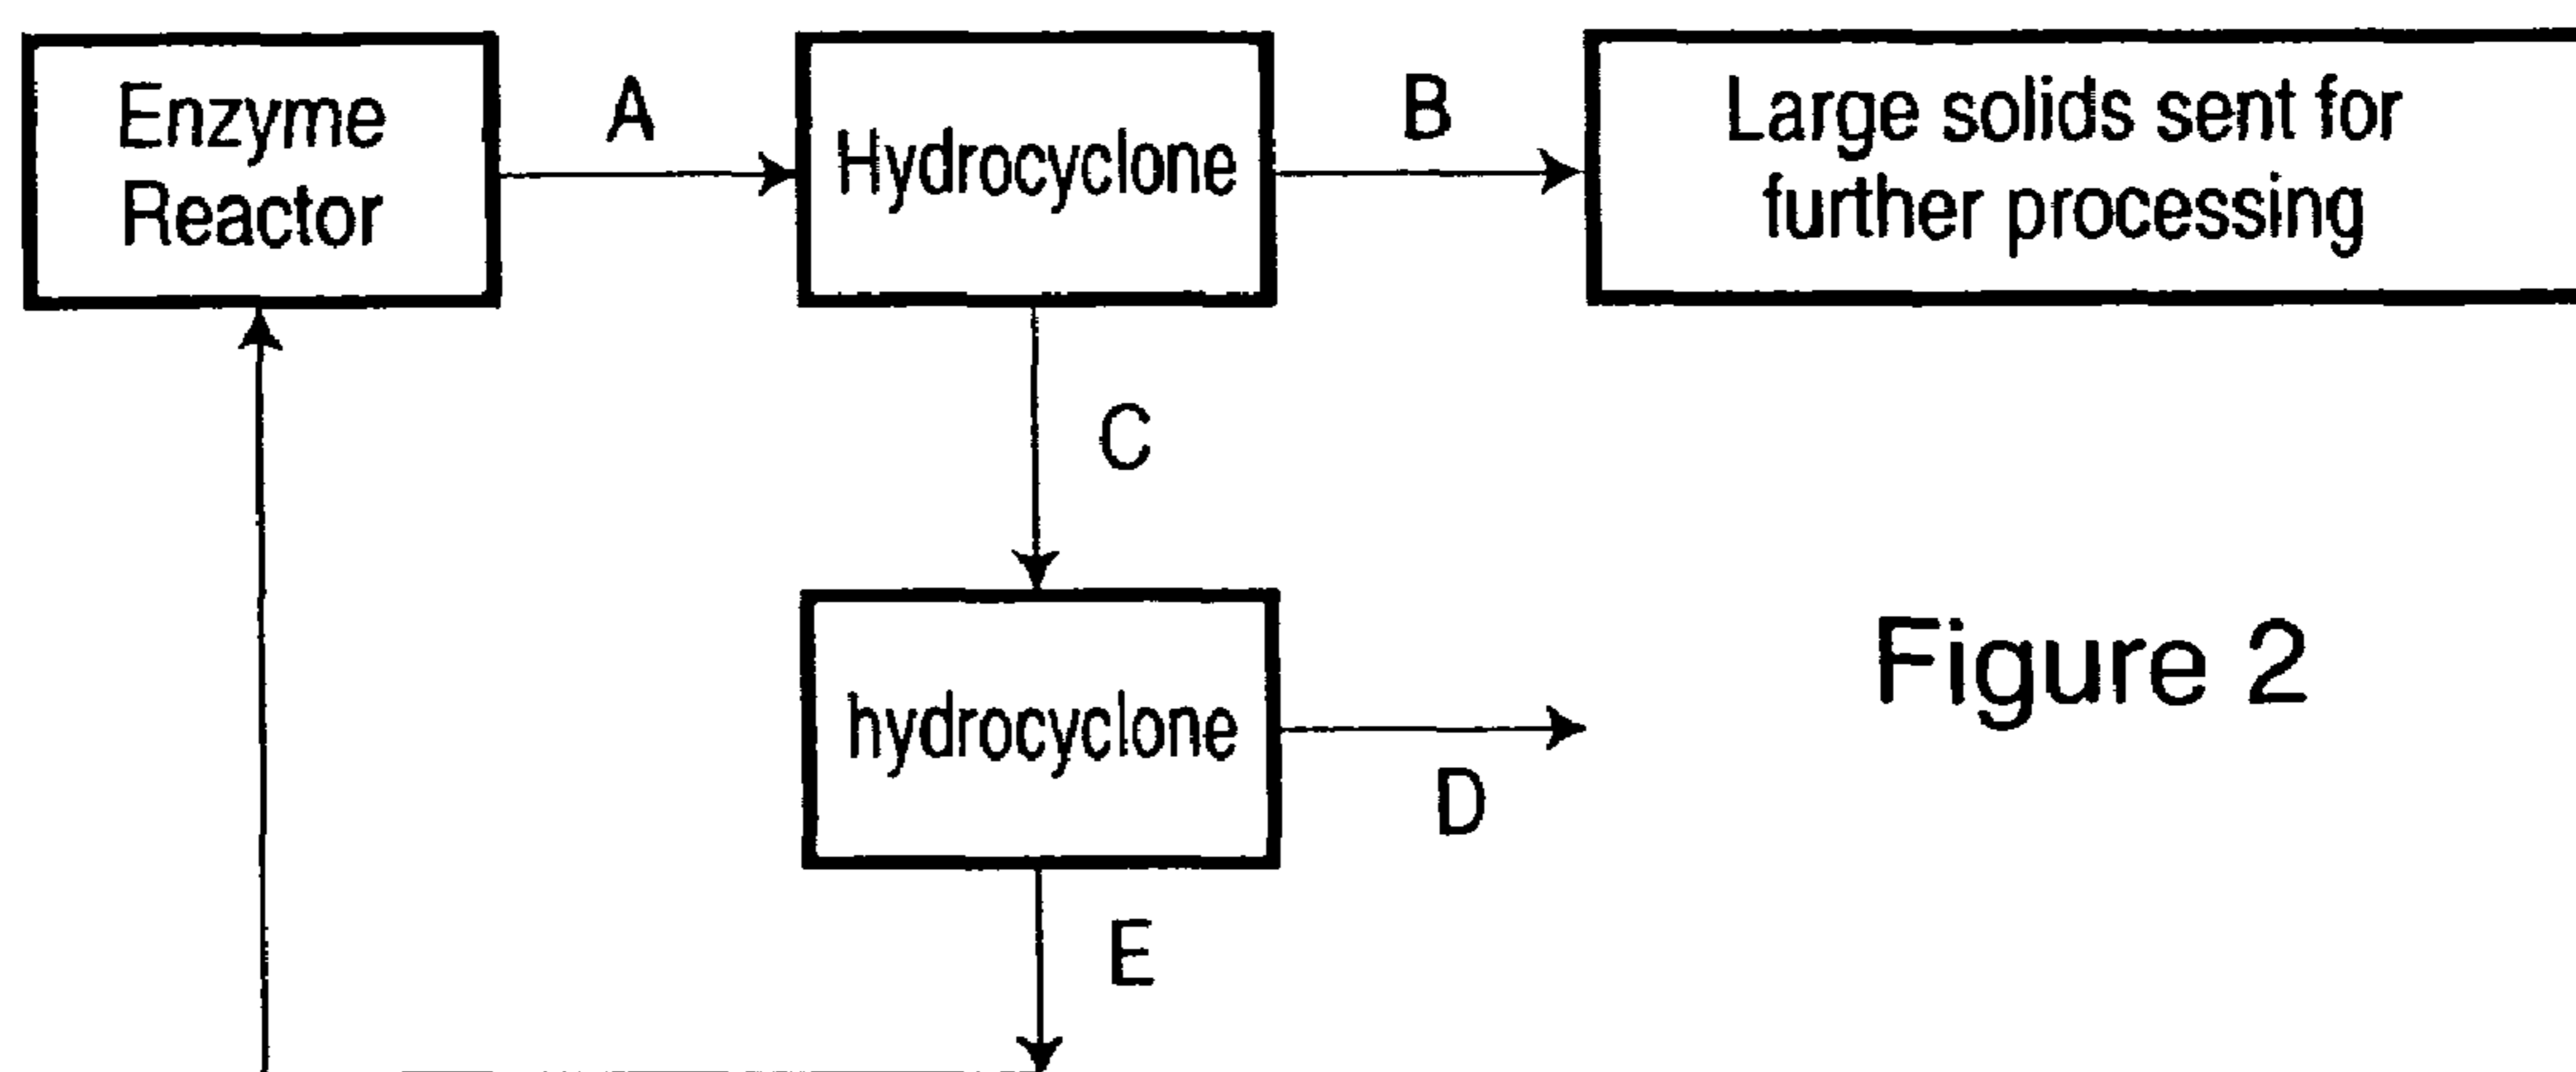 Enzyme
Reactor
A
Hydrocyclone
B
Large solids sent for
further processing
C
hydrocyclone
D
E
Figure 2